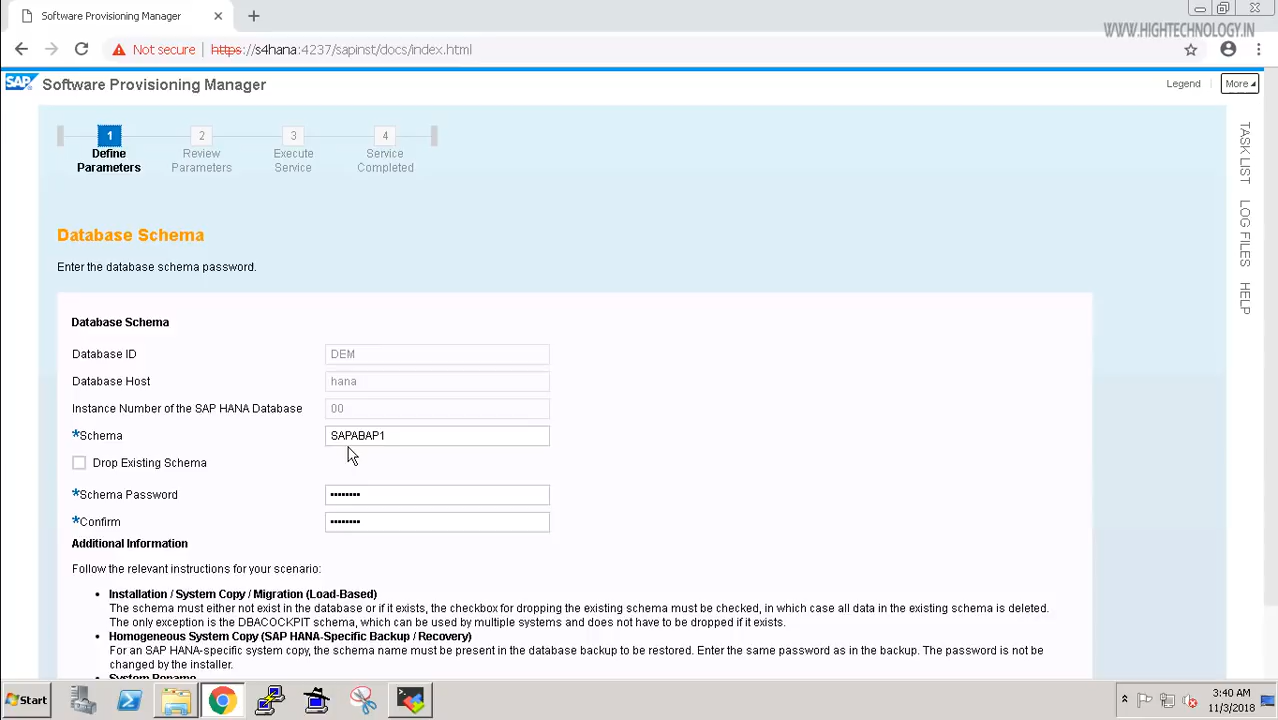 Software Provisioning Manager
WWW.HIGHTECHNOLOGY.IN
Not secure
https://s4hana:4237/sapinst/docs/index.html
SAP
Software Provisioning Manager
Legend
More
1
2
3
4
Define
Parameters
Review
Parameters
Execute
Service
Service
Completed
TASK LIST
LOG FILES
HELP
Database Schema
Enter the database schema password.
Database Schema
Database ID
DEM
Database Host
hana
Instance Number of the SAP HANA Database
00
*Schema
SAPABAP1
Drop Existing Schema
*Schema Password
••••••••
*Confirm
••••••••
Additional Information
Follow the relevant instructions for your scenario:
• Installation / System Copy / Migration (Load-Based)
The schema must either not exist in the database or if it exists, the checkbox for dropping the existing schema must be checked, in which case all data in the existing schema is deleted.
The only exception is the DBACOCKPIT schema, which can be used by multiple systems and does not have to be dropped if it exists.
• Homogeneous System Copy (SAP HANA-Specific Backup / Recovery)
For an SAP HANA-specific system copy, the schema name must be present in the database backup to be restored. Enter the same password as in the backup. The password is not be
changed by the installer.
• System Rename
Start
3:40 AM
11/3/2018